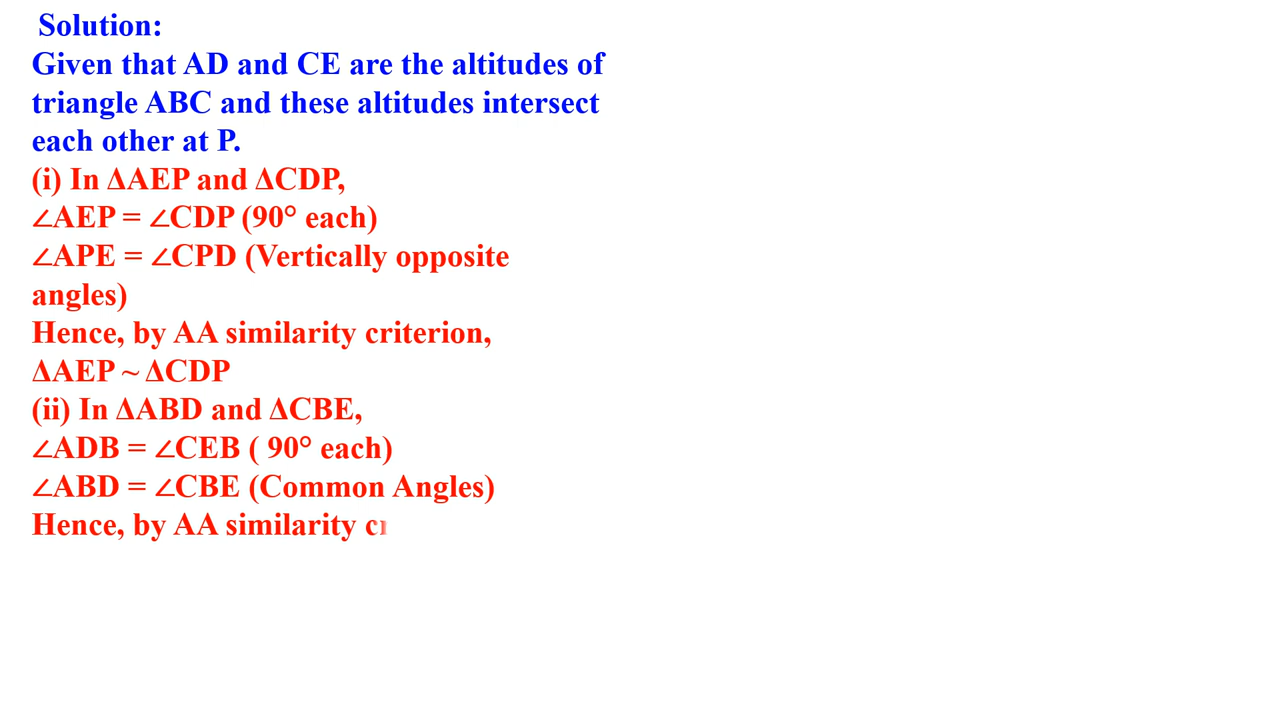 Solution:
Given that AD and CE are the altitudes of
triangle ABC and these altitudes intersect
each other at P.
(i) In ΔAEP and ΔCDP,
∠AEP = ∠CDP (90° each)
∠APE = ∠CPD (Vertically opposite
angles)
Hence, by AA similarity criterion,
ΔAEP ~ ΔCDP
(ii) In ΔABD and ΔCBE,
∠ADB = ∠CEB ( 90° each)
∠ABD = ∠CBE (Common Angles)
Hence, by AA similarity